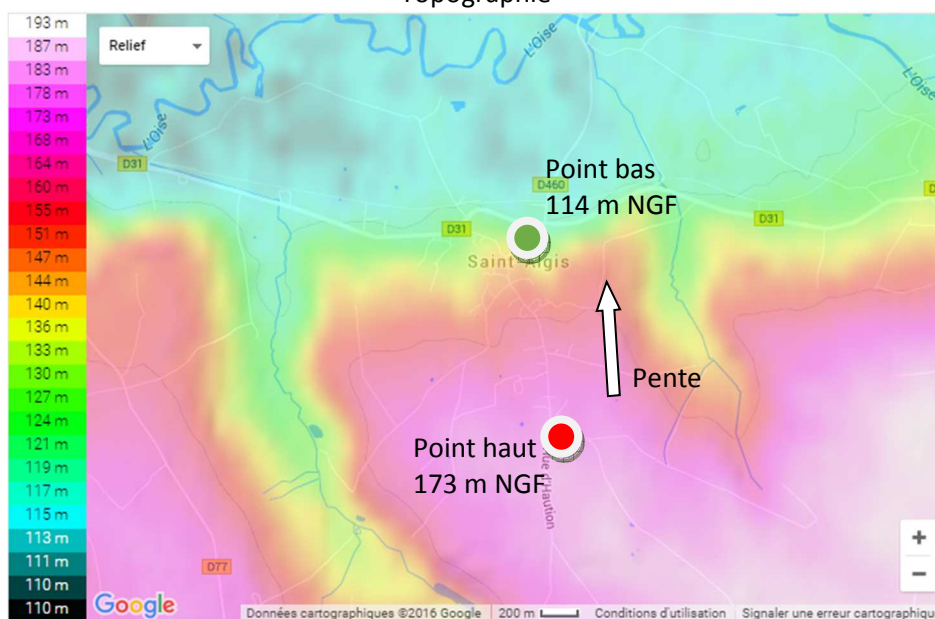 Topographie
193 m
187 m
183 m
178 m
173 m
168 m
164 m
160 m
155 m
151 m
147 m
144 m
140 m
136 m
133 m
130 m
127 m
124 m
121 m
119 m
117 m
115 m
113 m
111 m
110 m
110 m
Relief
L'Oise
L'Oise
L'Oise
D31
D460
D31
D31
D
Point bas
114 m NGF
Saint-Algis
Pente
Point haut
173 m NGF
Rue d'Haution
D77
+
−
Google
Données cartographiques ©2016 Google
200 m
Conditions d'utilisation
Signaler une erreur cartographiqu